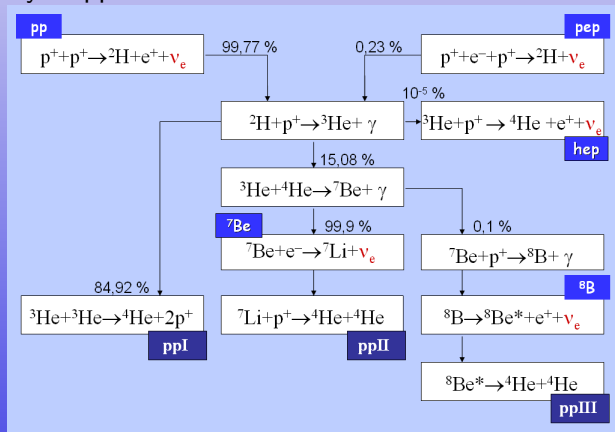 pp
pep
p⁺+p⁺→²H+e⁺+νₑ
99,77 %
0,23 %
p⁺+e⁻+p⁺→²H+νₑ
10⁻⁵ %
²H+p⁺→³He+ γ
³He+p⁺→ ⁴He +e⁺+νₑ
hep
15,08 %
³He+⁴He→⁷Be+ γ
⁷Be
99,9 %
0,1 %
⁷Be+e⁻→⁷Li+νₑ
⁷Be+p⁺→⁸B+ γ
84,92 %
⁸B
³He+³He→⁴He+2p⁺
⁷Li+p⁺→⁴He+⁴He
⁸B→⁸Be*+e⁺+νₑ
ppI
ppII
⁸Be*→⁴He+⁴He
ppIII